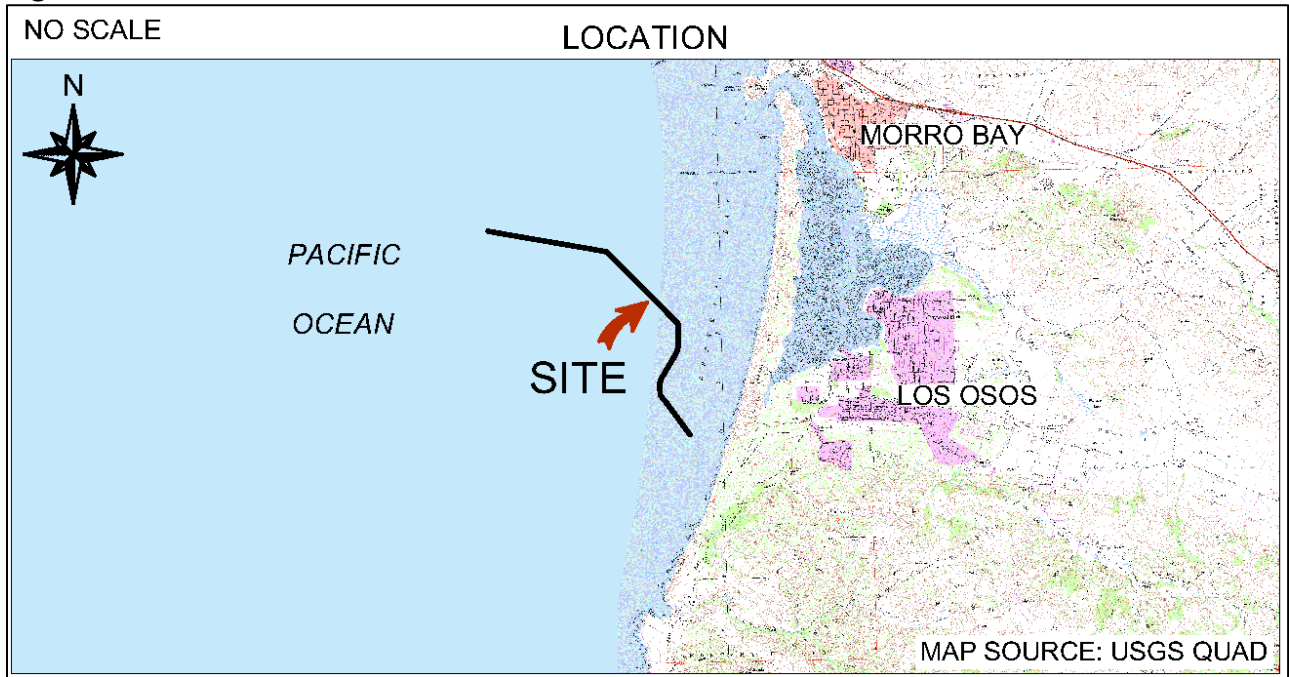 NO SCALE
LOCATION
N
MORRO BAY
PACIFIC
OCEAN
SITE
LOS OSOS
MAP SOURCE: USGS QUAD